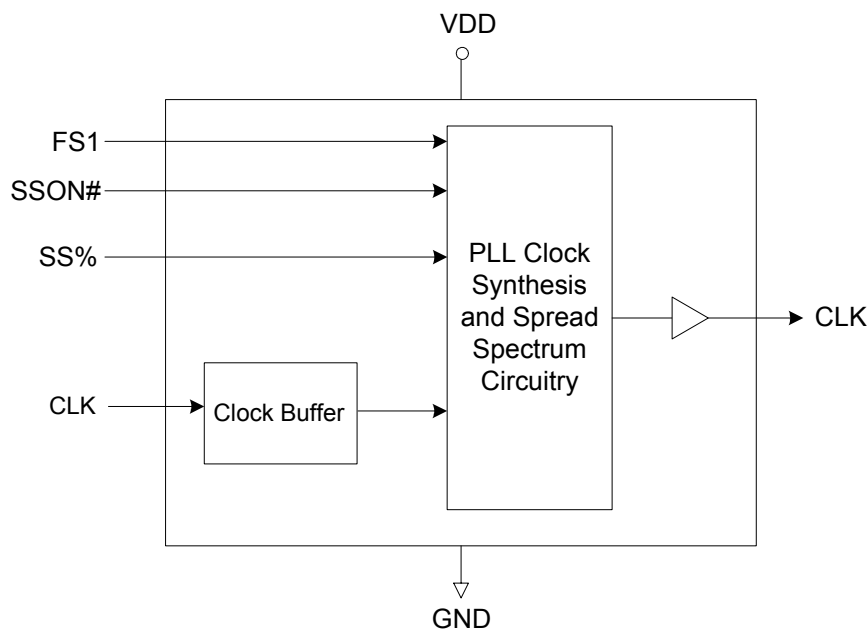 VDD
FS1
SSON#
SS%
PLL Clock
Synthesis
and Spread
Spectrum
Circuitry
CLK
CLK
Clock Buffer
GND